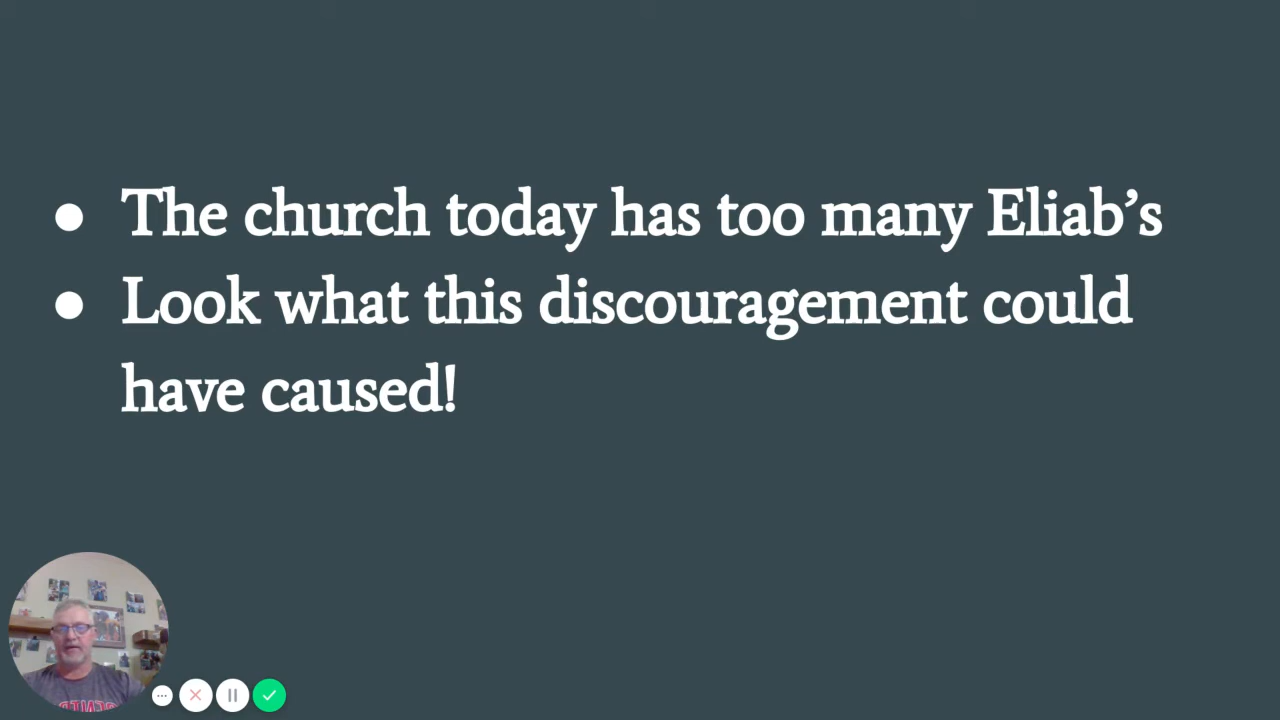 ● The church today has too many Eliab’s
● Look what this discouragement could
have caused!